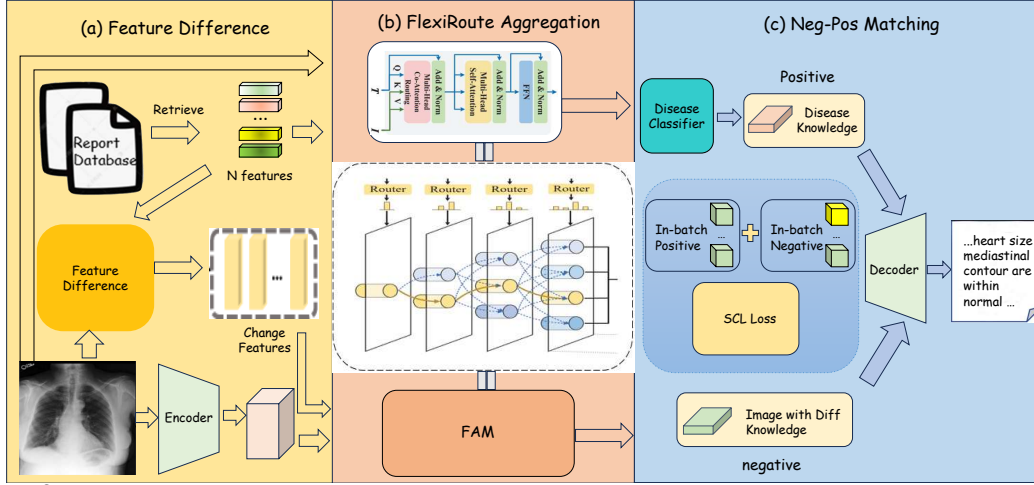 (a) Feature Difference
Report
Database
Retrieve
...
N features
Feature
Difference
...
Change
Features
Encoder
(b) FlexiRoute Aggregation
Q
K
V
T
I
Multi-Head
Co-Attention
Routing
Add & Norm
Multi-Head
Self-Attention
Add & Norm
FFN
Add & Norm
Router
Router
Router
Router
FAM
(c) Neg-Pos Matching
Positive
Disease
Classifier
Disease
Knowledge
In-batch
Positive
...
+
In-batch
Negative
...
SCL Loss
Decoder
...heart size
mediastinal
contour are
within
normal ...
Image with Diff
Knowledge
negative